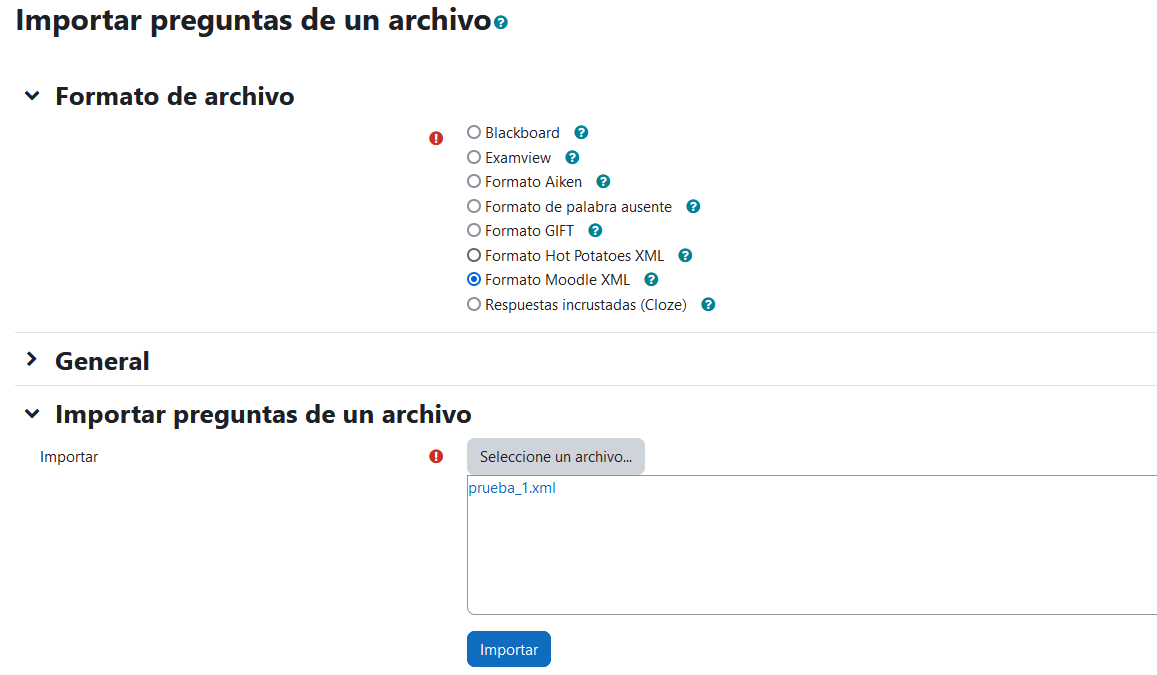 Importar preguntas de un archivo
Formato de archivo
Blackboard
Examview
Formato Aiken
Formato de palabra ausente
Formato GIFT
Formato Hot Potatoes XML
Formato Moodle XML
Respuestas incrustadas (Cloze)
General
Importar preguntas de un archivo
Importar
Seleccione un archivo...
prueba_1.xml
Importar